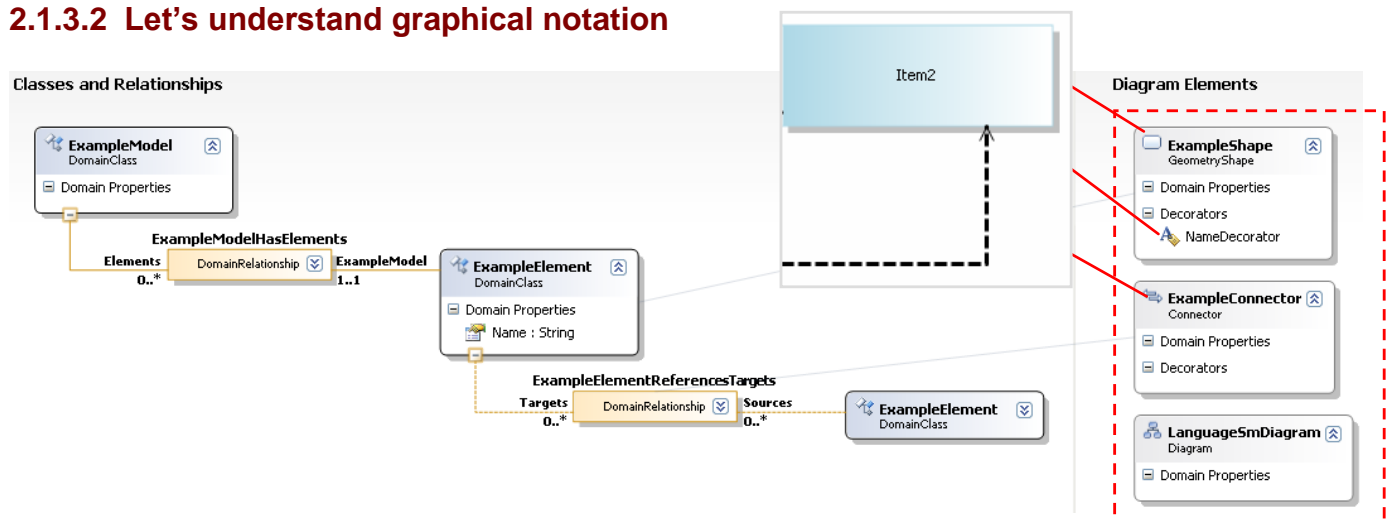 2.1.3.2 Let's understand graphical notation
Classes and Relationships
ExampleModel
DomainClass
Domain Properties
ExampleModelHasElements
Elements
0..*
DomainRelationship
ExampleModel
1..1
ExampleElement
DomainClass
Domain Properties
Name : String
ExampleElementReferencesTargets
Targets
0..*
DomainRelationship
Sources
0..*
ExampleElement
DomainClass
Item2
Diagram Elements
ExampleShape
GeometryShape
Domain Properties
Decorators
NameDecorator
ExampleConnector
Connector
Domain Properties
Decorators
LanguageSmDiagram
Diagram
Domain Properties